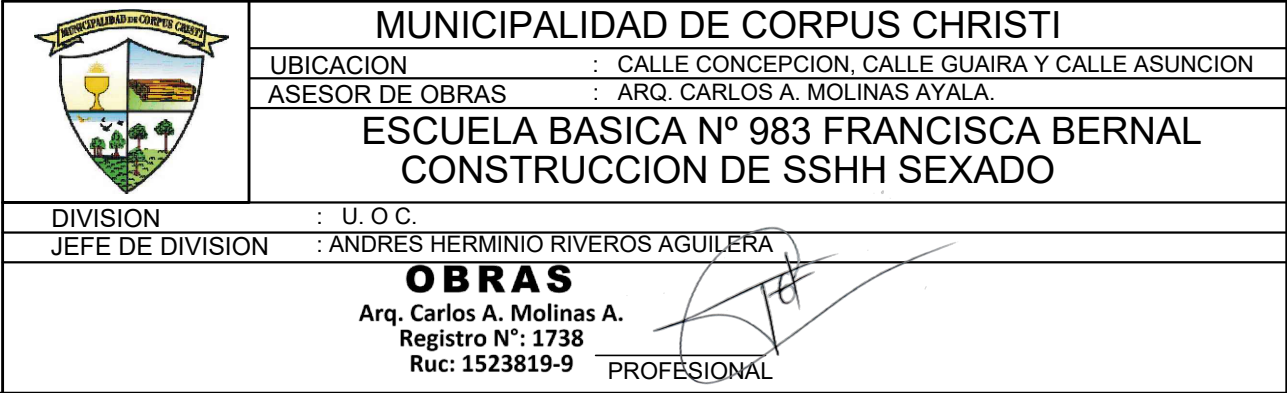 MUNICIPALIDAD DE CORPUS CHRISTI
MUNICIPALIDAD DE CORPUS CHRISTI
UBICACION : CALLE CONCEPCION, CALLE GUAIRA Y CALLE ASUNCION
ASESOR DE OBRAS : ARQ. CARLOS A. MOLINAS AYALA.
ESCUELA BASICA Nº 983 FRANCISCA BERNAL
CONSTRUCCION DE SSHH SEXADO
DIVISION : U. O C.
JEFE DE DIVISION : ANDRES HERMINIO RIVEROS AGUILERA
OBRAS
Arq. Carlos A. Molinas A.
Registro N°: 1738
Ruc: 1523819-9
PROFESIONAL